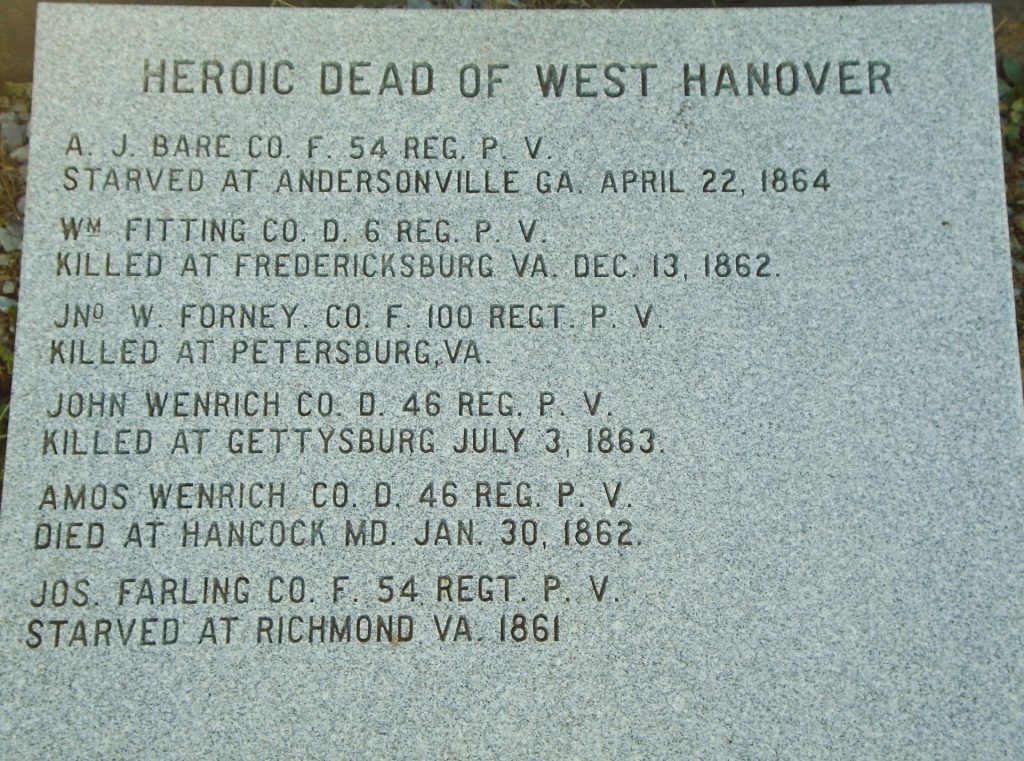 HEROIC DEAD OF WEST HANOVER
A. J. BARE CO. F. 54 REG. P. V.
STARVED AT ANDERSONVILLE GA. APRIL 22, 1864
Wᴹ FITTING CO. D. 6 REG. P. V.
KILLED AT FREDERICKSBURG VA. DEC. 13, 1862.
JNᴼ W. FORNEY. CO. F. 100 REGT. P. V.
KILLED AT PETERSBURG, VA.
JOHN WENRICH CO. D. 46 REG. P. V.
KILLED AT GETTYSBURG JULY 3, 1863.
AMOS WENRICH CO. D. 46 REG. P. V.
DIED AT HANCOCK MD. JAN. 30, 1862.
JOS. FARLING CO. F. 54 REGT. P. V.
STARVED AT RICHMOND VA. 1861